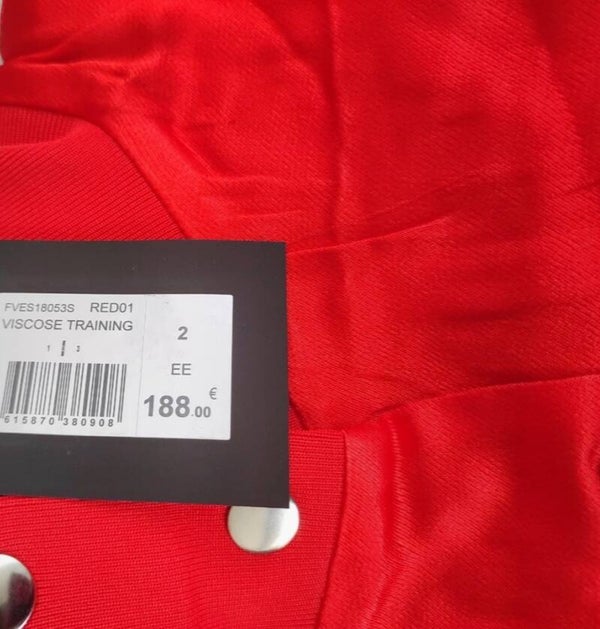 FVES18053S RED01
VISCOSE TRAINING
2
1 3
EE
188.00 €
615870 380908